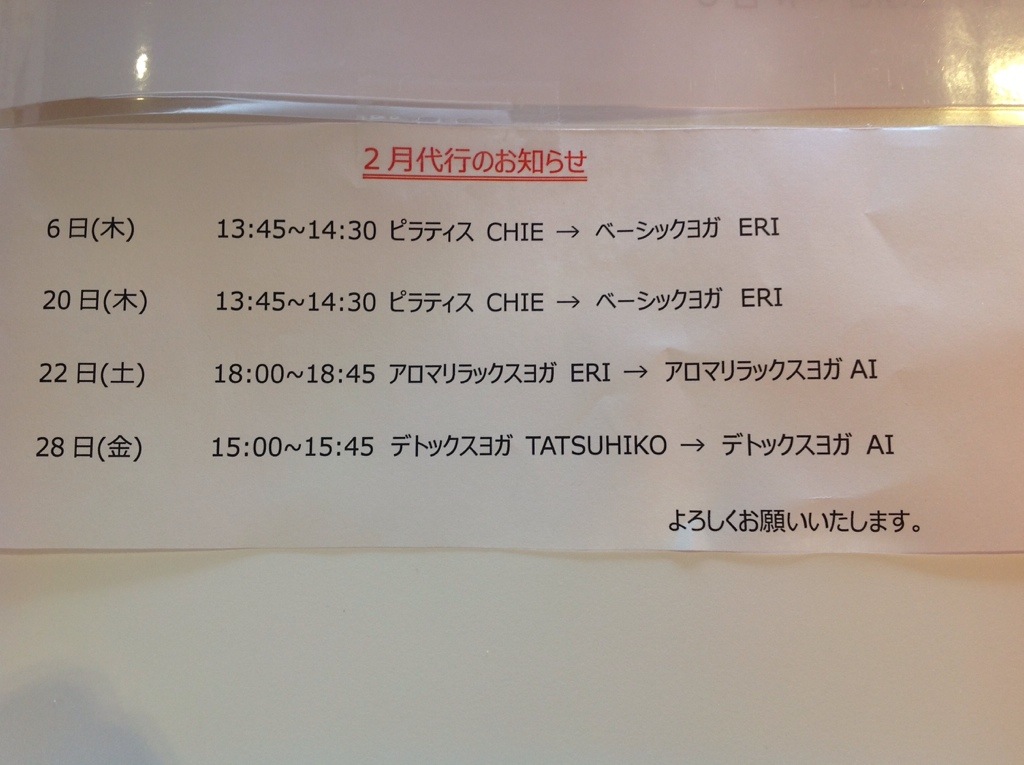 2月代行のお知らせ
6日(木) 13:45~14:30 ピラティス CHIE → ベーシックヨガ ERI
20日(木) 13:45~14:30 ピラティス CHIE → ベーシックヨガ ERI
22日(土) 18:00~18:45 アロマリラックスヨガ ERI → アロマリラックスヨガ AI
28日(金) 15:00~15:45 デトックスヨガ TATSUHIKO → デトックスヨガ AI
よろしくお願いいたします。